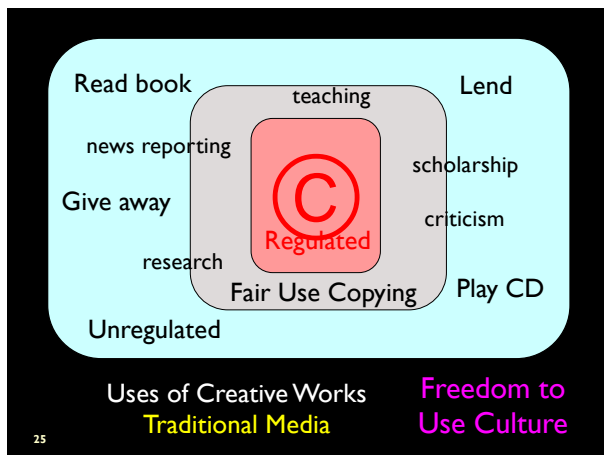 Read book
teaching
Lend
news reporting
scholarship
Give away
©
criticism
Regulated
research
Fair Use Copying
Play CD
Unregulated
Uses of Creative Works
Traditional Media
Freedom to
Use Culture
25